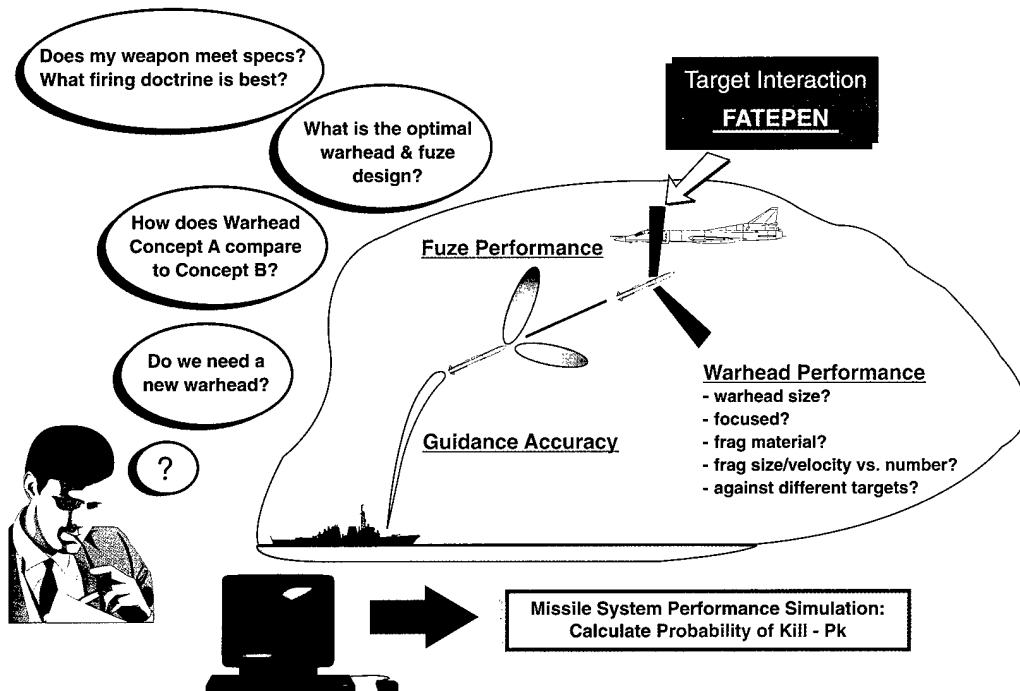 Does my weapon meet specs?
What firing doctrine is best?
What is the optimal
warhead & fuze
design?
How does Warhead
Concept A compare
to Concept B?
Do we need a
new warhead?
?
Target Interaction
FATEPEN
Fuze Performance
Guidance Accuracy
Warhead Performance
- warhead size?
- focused?
- frag material?
- frag size/velocity vs. number?
- against different targets?
Missile System Performance Simulation:
Calculate Probability of Kill - Pk